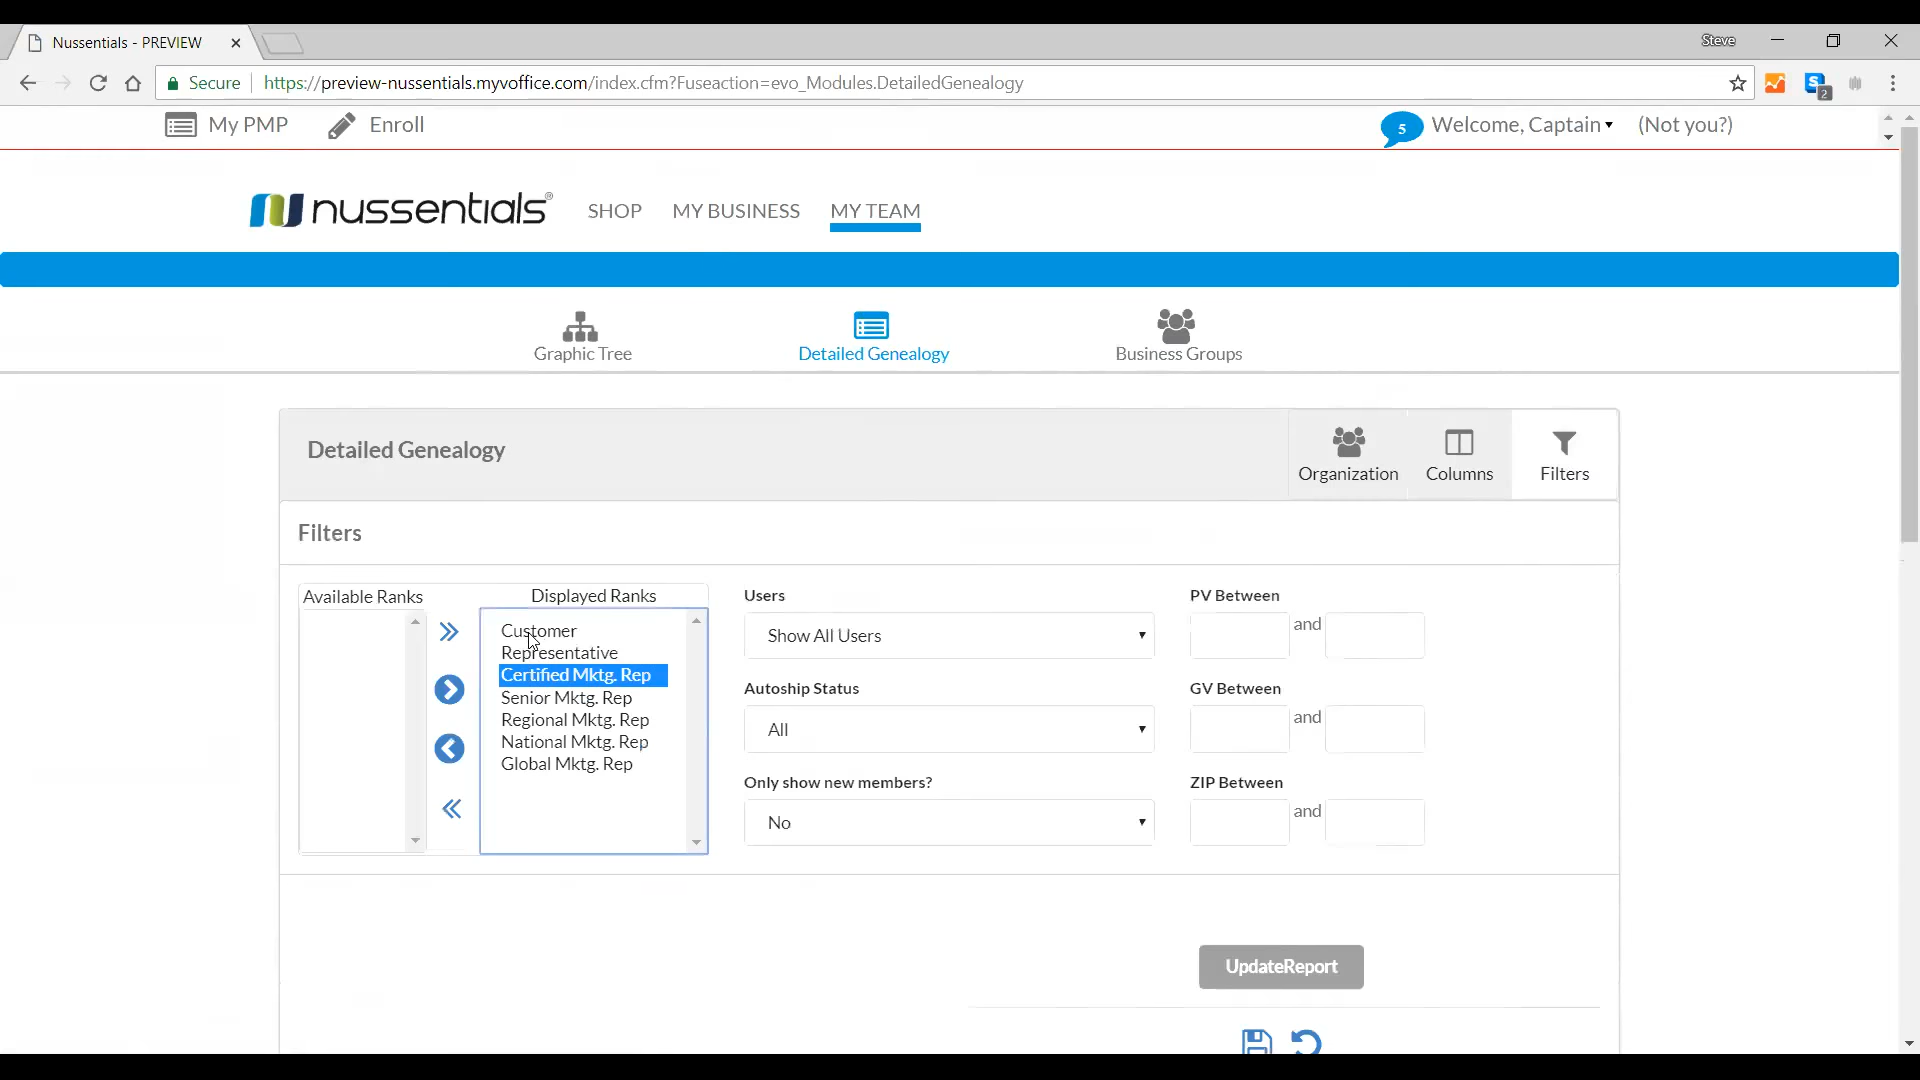 Nussentials - PREVIEW
Steve
Secure https://preview-nussentials.myvoffice.com/index.cfm?Fuseaction=evo_Modules.DetailedGenealogy
2
My PMP Enroll 5 Welcome, Captain (Not you?)
nussentials® SHOP MY BUSINESS MY TEAM
Graphic Tree Detailed Genealogy Business Groups
Detailed Genealogy
Organization Columns Filters
Filters
Available Ranks Displayed Ranks
Customer
Representative
Certified Mktg. Rep
Senior Mktg. Rep
Regional Mktg. Rep
National Mktg. Rep
Global Mktg. Rep
Users
Show All Users
Autoship Status
All
Only show new members?
No
PV Between
and
GV Between
and
ZIP Between
and
UpdateReport